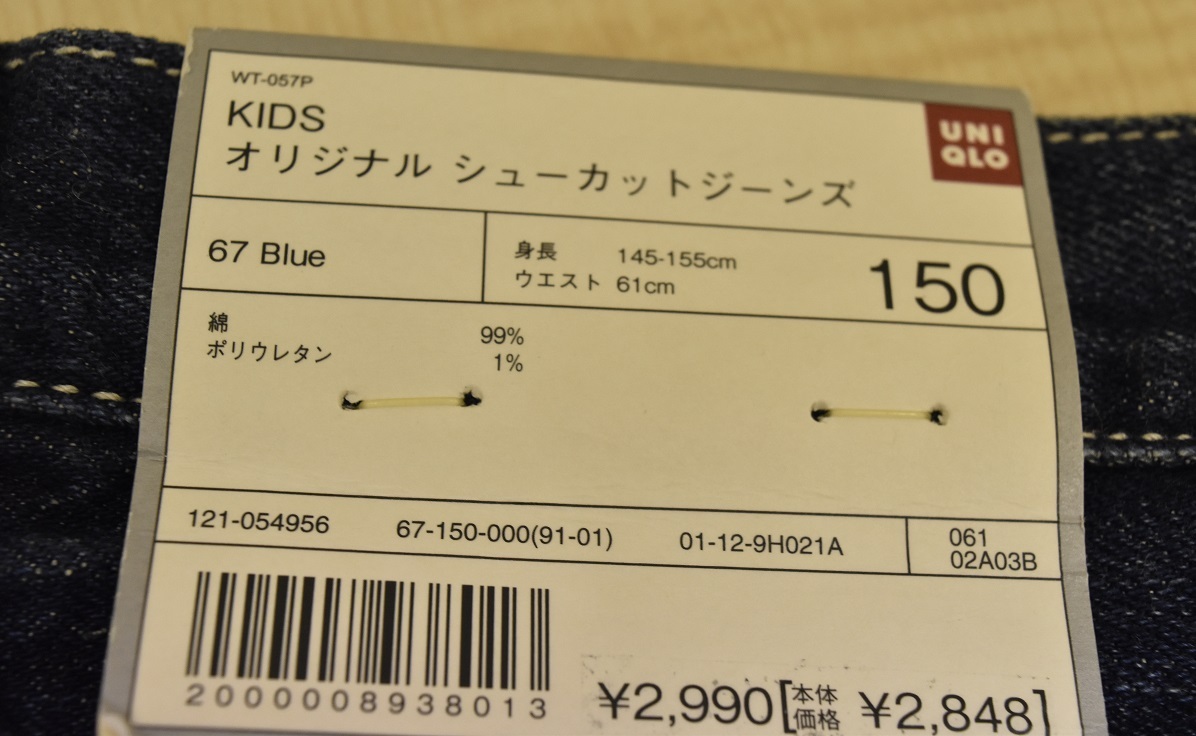 WT-057P
KIDS
オリジナル シューカットジーンズ
UNI
QLO
67 Blue
身長 145-155cm
ウエスト 61cm
150
綿 99%
ポリウレタン 1%
121-054956 67-150-000(91-01) 01-12-9H021A
061
02A03B
2000008938013
¥2,990[本体価格 ¥2,848]